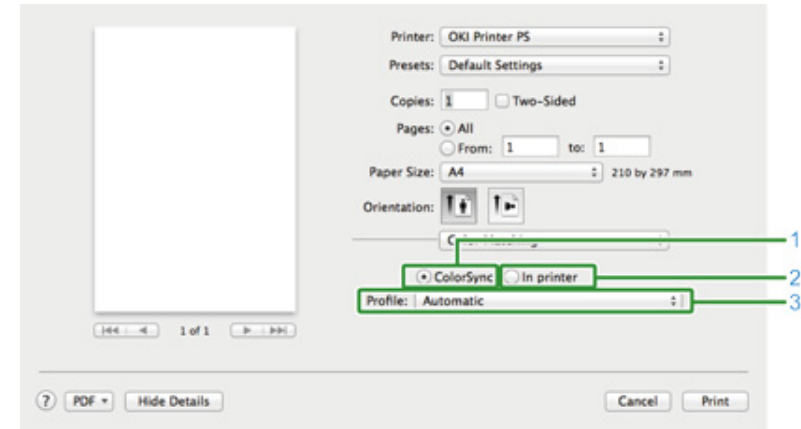 Printer: OKI Printer PS
Presets: Default Settings
Copies: 1 Two-Sided
Pages: All
From: 1 to: 1
Paper Size: A4 210 by 297 mm
Orientation:
Color Matching 1
ColorSync In printer 2
Profile: Automatic 3
1 of 1
? PDF Hide Details Cancel Print